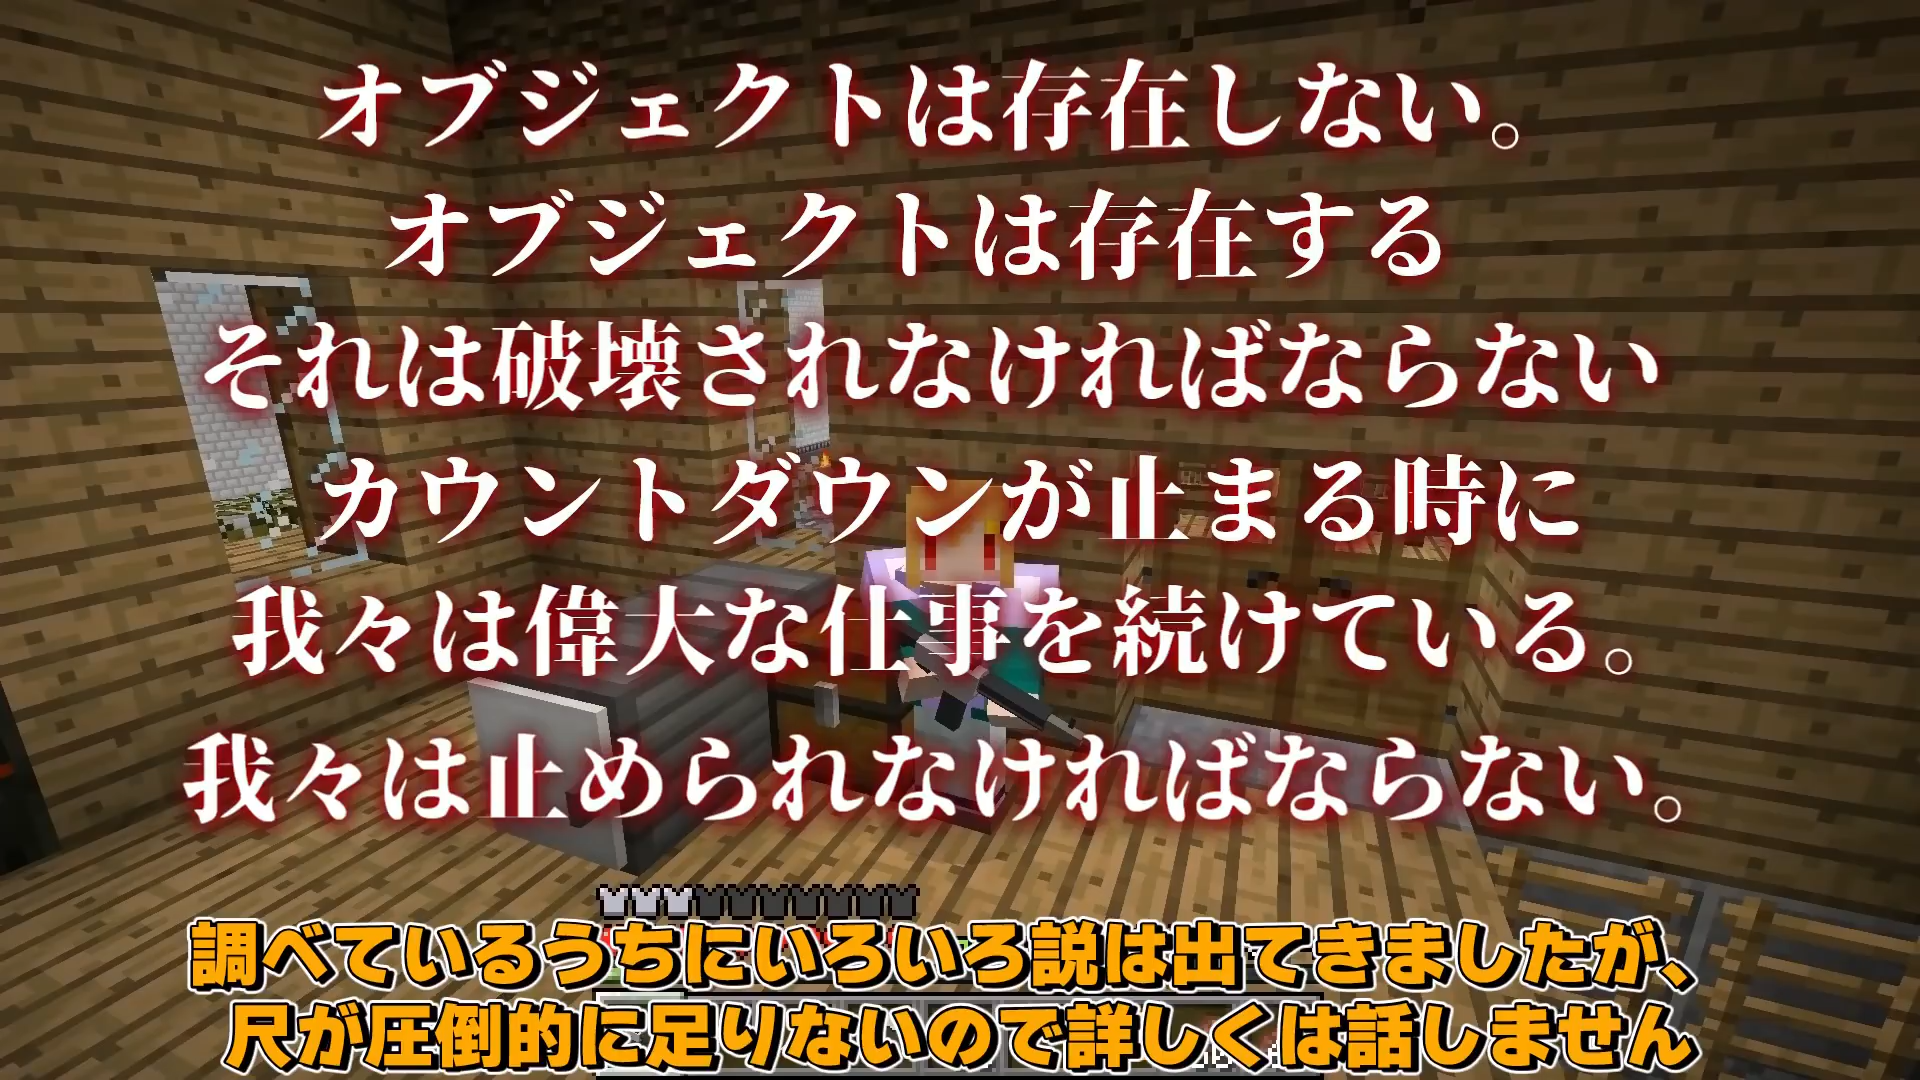 オブジェクトは存在しない。
オブジェクトは存在する
それは破壊されなければならない
カウントダウンが止まる時に
我々は偉大な仕事を続けている。
我々は止められなければならない。
調べているうちにいろいろ説は出てきましたが、
尺が圧倒的に足りないので詳しくは話しません